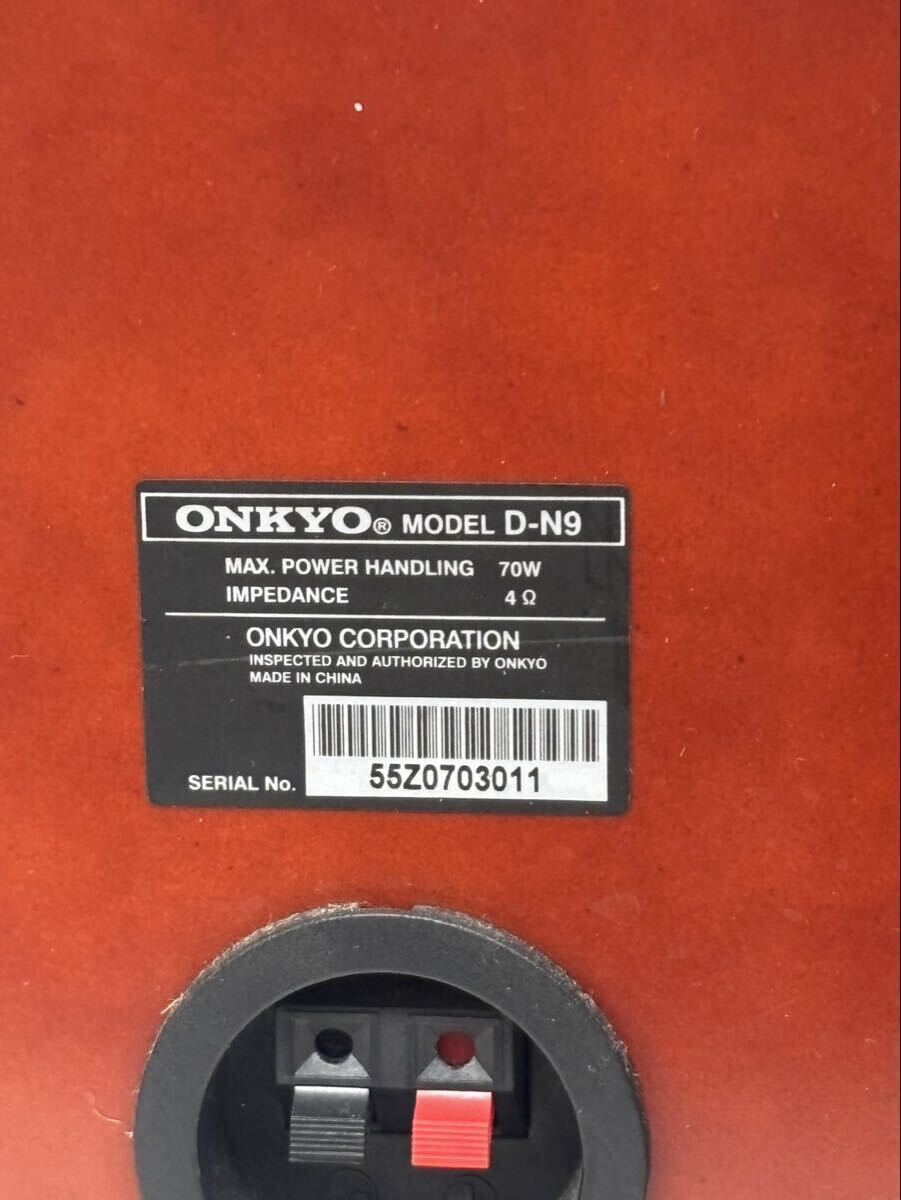 ONKYO® MODEL D-N9
MAX. POWER HANDLING 70W
IMPEDANCE 4 Ω
ONKYO CORPORATION
INSPECTED AND AUTHORIZED BY ONKYO
MADE IN CHINA
SERIAL No. 55Z0703011